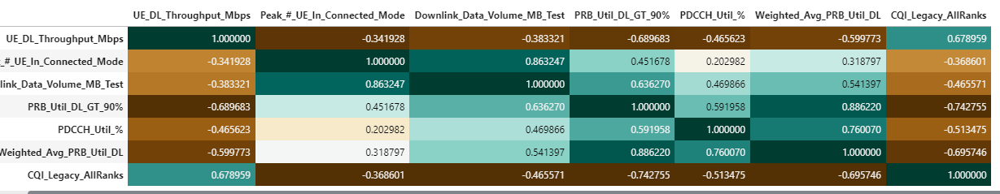 UE_DL_Throughput_Mbps Peak_#_UE_In_Connected_Mode Downlink_Data_Volume_MB_Test PRB_Util_DL_GT_90% PDCCH_Util_% Weighted_Avg_PRB_Util_DL CQI_Legacy_AllRanks
UE_DL_Throughput_Mbps 1.000000 -0.341928 -0.383321 -0.689683 -0.465623 -0.599773 0.678959
_#_UE_In_Connected_Mode -0.341928 1.000000 0.863247 0.451678 0.202982 0.318797 -0.368601
link_Data_Volume_MB_Test -0.383321 0.863247 1.000000 0.636270 0.469866 0.541397 -0.465571
PRB_Util_DL_GT_90% -0.689683 0.451678 0.636270 1.000000 0.591958 0.886220 -0.742755
PDCCH_Util_% -0.465623 0.202982 0.469866 0.591958 1.000000 0.760070 -0.513475
Weighted_Avg_PRB_Util_DL -0.599773 0.318797 0.541397 0.886220 0.760070 1.000000 -0.695746
CQI_Legacy_AllRanks 0.678959 -0.368601 -0.465571 -0.742755 -0.513475 -0.695746 1.000000